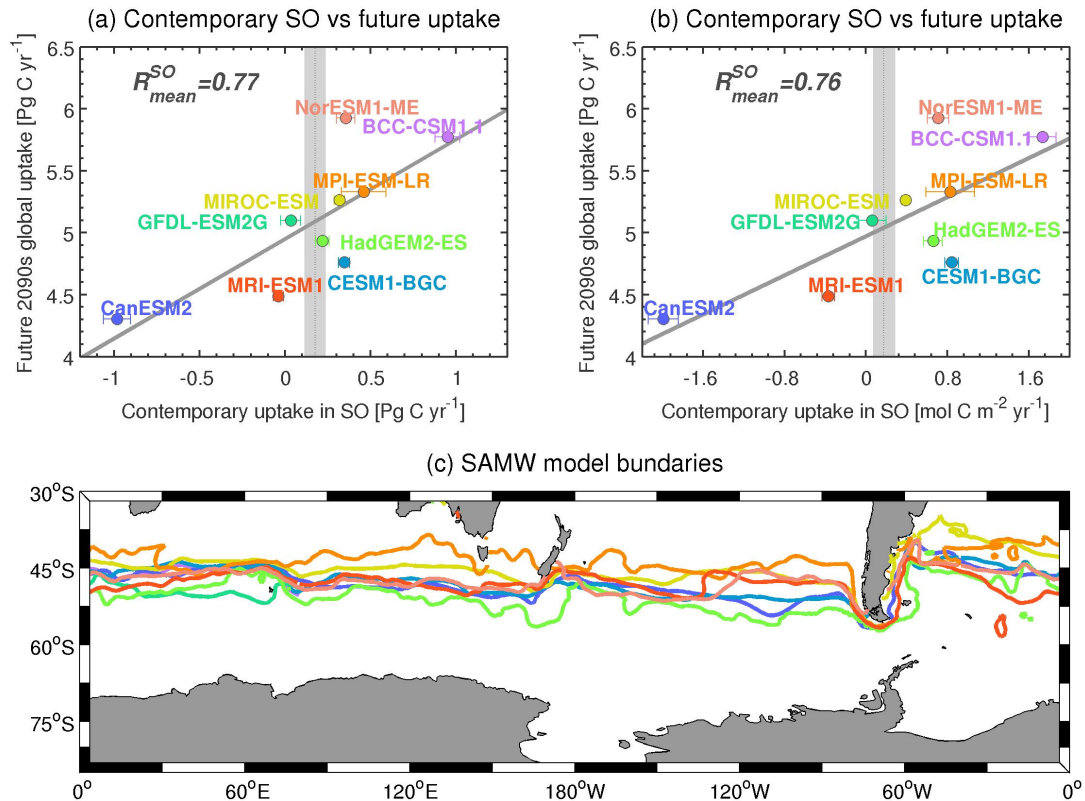 (a) Contemporary SO vs future uptake
(b) Contemporary SO vs future uptake
Future 2090s global uptake [Pg C yr⁻¹]
6.5
6
5.5
5
4.5
4
R^SO_mean=0.77
NorESM1-ME
BCC-CSM1.1
MPI-ESM-LR
MIROC-ESM
GFDL-ESM2G
HadGEM2-ES
CESM1-BGC
MRI-ESM1
CanESM2
-1 0 0.5 1
Contemporary uptake in SO [Pg C yr⁻¹]
Future 2090s global uptake [Pg C yr⁻¹]
6.5
6
5.5
5
4.5
4
R^SO_mean=0.76
NorESM1-ME
BCC-CSM1.1
MPI-ESM-LR
MIROC-ESM
GFDL-ESM2G
HadGEM2-ES
CESM1-BGC
MRI-ESM1
CanESM2
-1.6 -0.8 0 0.8 1.6
Contemporary uptake in SO [mol C m⁻² yr⁻¹]
(c) SAMW model bundaries
30°S
45°S
60°S
75°S
0° 60°E 120°E 180°W 120°W 60°W 0°